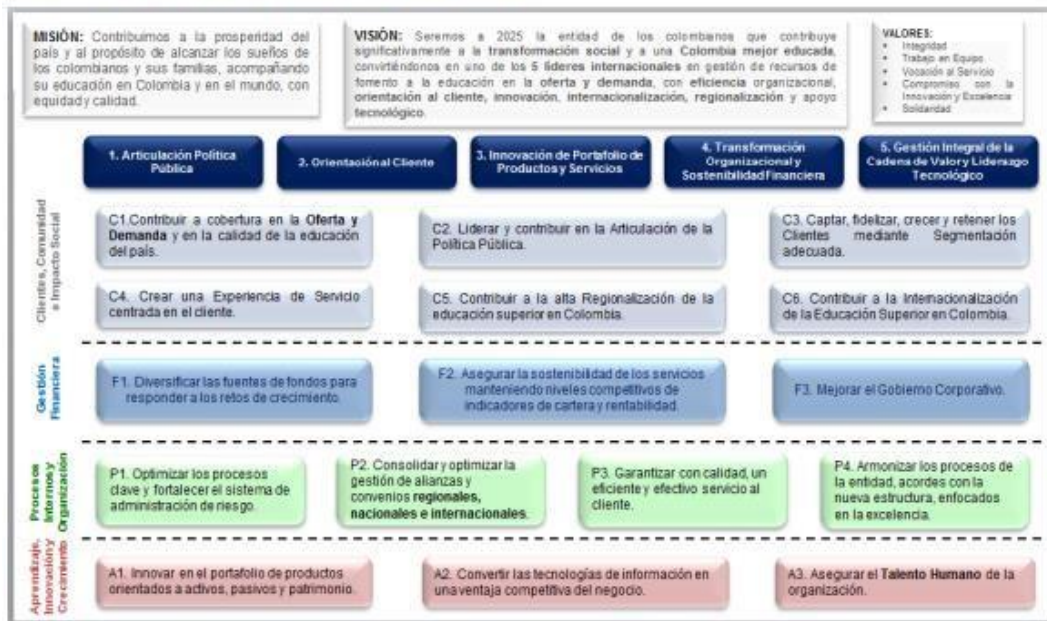 MISIÓN: Contribuimos a la prosperidad del
país y al propósito de alcanzar los sueños de
los colombianos y sus familias, acompañando
su educación en Colombia y en el mundo, con
equidad y calidad.
VISIÓN: Seremos a 2025 la entidad de los colombianos que contribuye
significativamente a la transformación social y a una Colombia mejor educada,
convirtiéndonos en uno de los 5 líderes internacionales en gestión de recursos de
fomento a la educación en la oferta y demanda, con eficiencia organizacional,
orientación al cliente, innovación, internacionalización, regionalización y apoyo
tecnológico.
VALORES:
• Integridad
• Trabajo en Equipo
• Vocación al Servicio
• Compromiso con la
Innovación y Excelencia
• Solidaridad
1. Articulación Política
Pública
2. Orientación al Cliente
3. Innovación de Portafolio de
Productos y Servicios
4. Transformación
Organizacional y
Sostenibilidad Financiera
5. Gestión Integral de la
Cadena de Valor y Liderazgo
Tecnológico
Clientes, Comunidad
e Impacto Social
C1.Contribuir a cobertura en la Oferta y
Demanda y en la calidad de la educación
del país.
C2. Liderar y contribuir en la Articulación de la
Política Pública.
C3. Captar, fidelizar, crecer y retener los
Clientes mediante Segmentación
adecuada.
C4. Crear una Experiencia de Servicio
centrada en el cliente.
C5. Contribuir a la alta Regionalización de la
educación superior en Colombia.
C6. Contribuir a la Internacionalización
de la Educación Superior en Colombia.
Gestión
Financiera
F1. Diversificar las fuentes de fondos para
responder a los retos de crecimiento.
F2. Asegurar la sostenibilidad de los servicios
manteniendo niveles competitivos de
indicadores de cartera y rentabilidad.
F3. Mejorar el Gobierno Corporativo.
Procesos
Internos y
Organización
P1. Optimizar los procesos
clave y fortalecer el sistema de
administración de riesgo.
P2. Consolidar y optimizar la
gestión de alianzas y
convenios regionales,
nacionales e internacionales.
P3. Garantizar con calidad, un
eficiente y efectivo servicio al
cliente.
P4. Armonizar los procesos de
la entidad, acordes con la
nueva estructura, enfocados
en la excelencia.
Aprendizaje,
Innovación y
Crecimiento
A1. Innovar en el portafolio de productos
orientados a activos, pasivos y patrimonio.
A2. Convertir las tecnologías de información en
una ventaja competitiva del negocio.
A3. Asegurar el Talento Humano de la
organización.